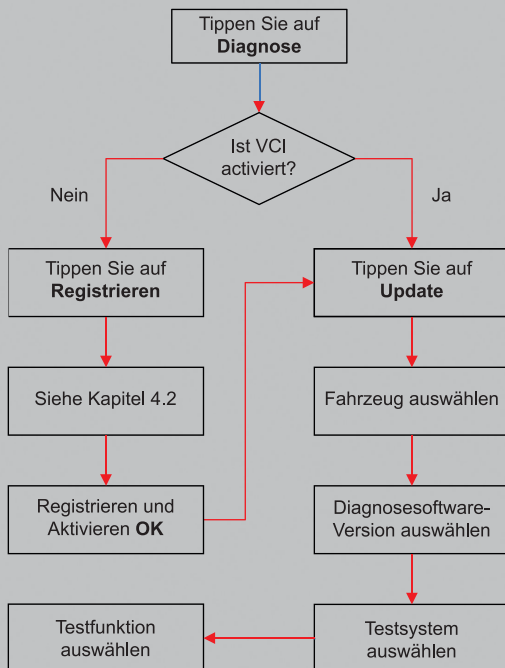 Tippen Sie auf
Diagnose
Ist VCI
activiert?
Nein
Ja
Tippen Sie auf
Registrieren
Tippen Sie auf
Update
Siehe Kapitel 4.2
Fahrzeug auswählen
Registrieren und
Aktivieren OK
Diagnosesoftware-
Version auswählen
Testfunktion
auswählen
Testsystem
auswählen